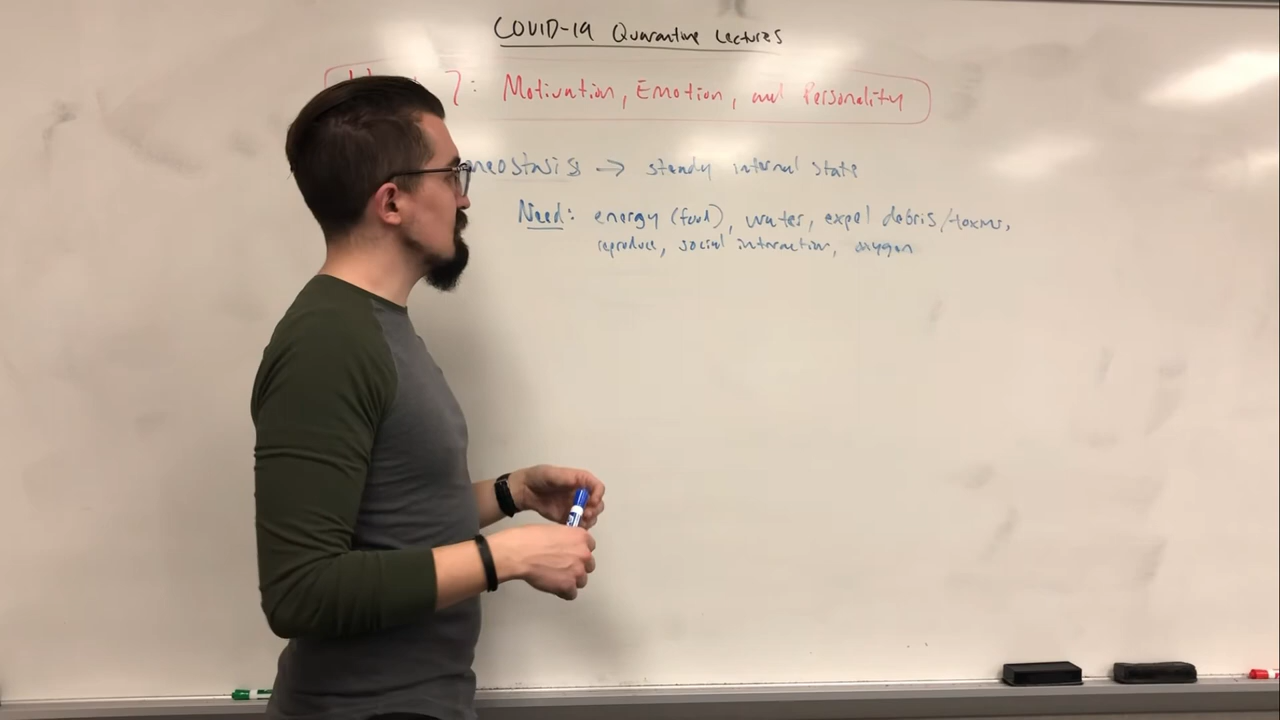 COVID-19 Quarantine Lectures
7: Motivation, Emotion, and Personality
meostasis → steady internal state
Need: energy (food), water, expel debris/toxins,
reproduce, social interaction, oxygen